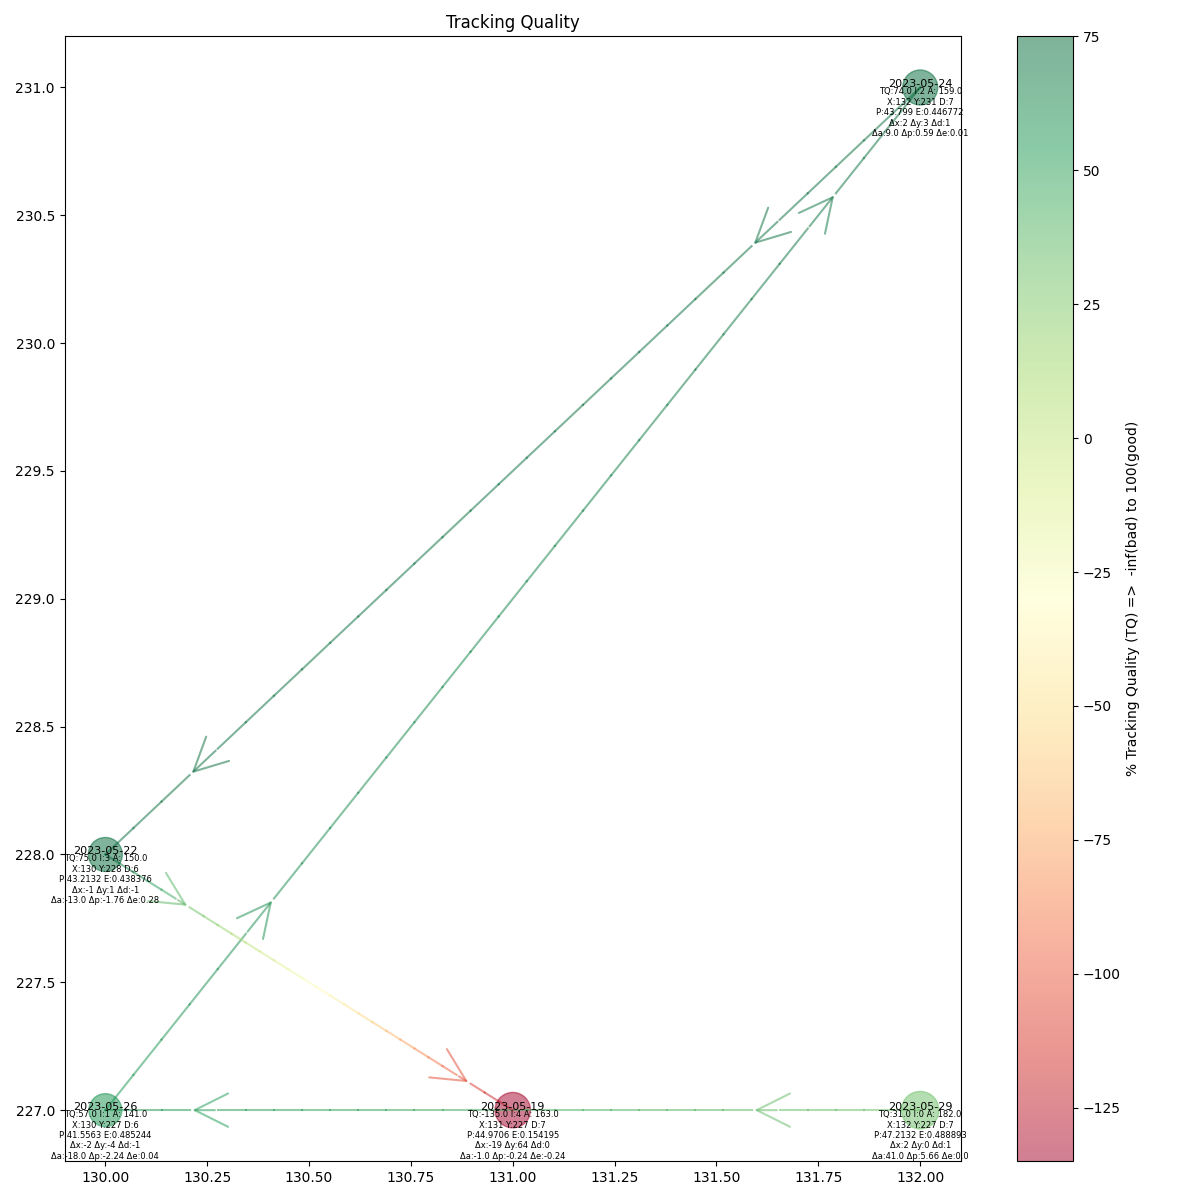 Tracking Quality
231.0
230.5
230.0
229.5
229.0
228.5
228.0
227.5
227.0
2023-05-24
TQ:74.0 I:2 A: 159.0
X:132 Y:231 D:7
P:43.799 E:0.446772
Δx:2 Δy:3 Δd:1
Δa:9.0 Δp:0.59 Δe:0.01
2023-05-22
TQ:75.0 I:3 A: 150.0
X:130 Y:228 D:6
P:43.2132 E:0.438376
Δx:-1 Δy:1 Δd:-1
Δa:-13.0 Δp:-1.76 Δe:0.28
2023-05-26
TQ:57.0 I:1 A: 141.0
X:130 Y:227 D:6
P:41.5563 E:0.485244
Δx:-2 Δy:-4 Δd:-1
Δa:-18.0 Δp:-2.24 Δe:0.04
2023-05-19
TQ:-135.0 I:4 A: 163.0
X:131 Y:227 D:7
P:44.9706 E:0.154195
Δx:-19 Δy:64 Δd:0
Δa:-1.0 Δp:-0.24 Δe:-0.24
2023-05-29
TQ:31.0 I:0 A: 182.0
X:132 Y:227 D:7
P:47.2132 E:0.488893
Δx:2 Δy:0 Δd:1
Δa:41.0 Δp:5.66 Δe:0.0
130.00
130.25
130.50
130.75
131.00
131.25
131.50
131.75
132.00
75
50
25
0
−25
−50
−75
−100
−125
% Tracking Quality (TQ) => -inf(bad) to 100(good)